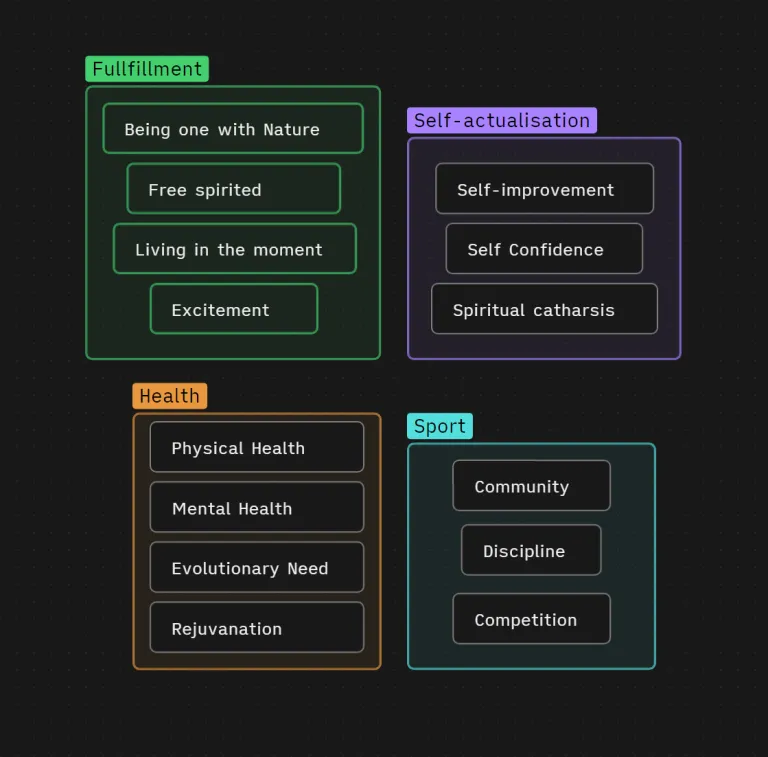 Fullfillment
Being one with Nature
Free spirited
Living in the moment
Excitement
Self-actualisation
Self-improvement
Self Confidence
Spiritual catharsis
Health
Physical Health
Mental Health
Evolutionary Need
Rejuvanation
Sport
Community
Discipline
Competition